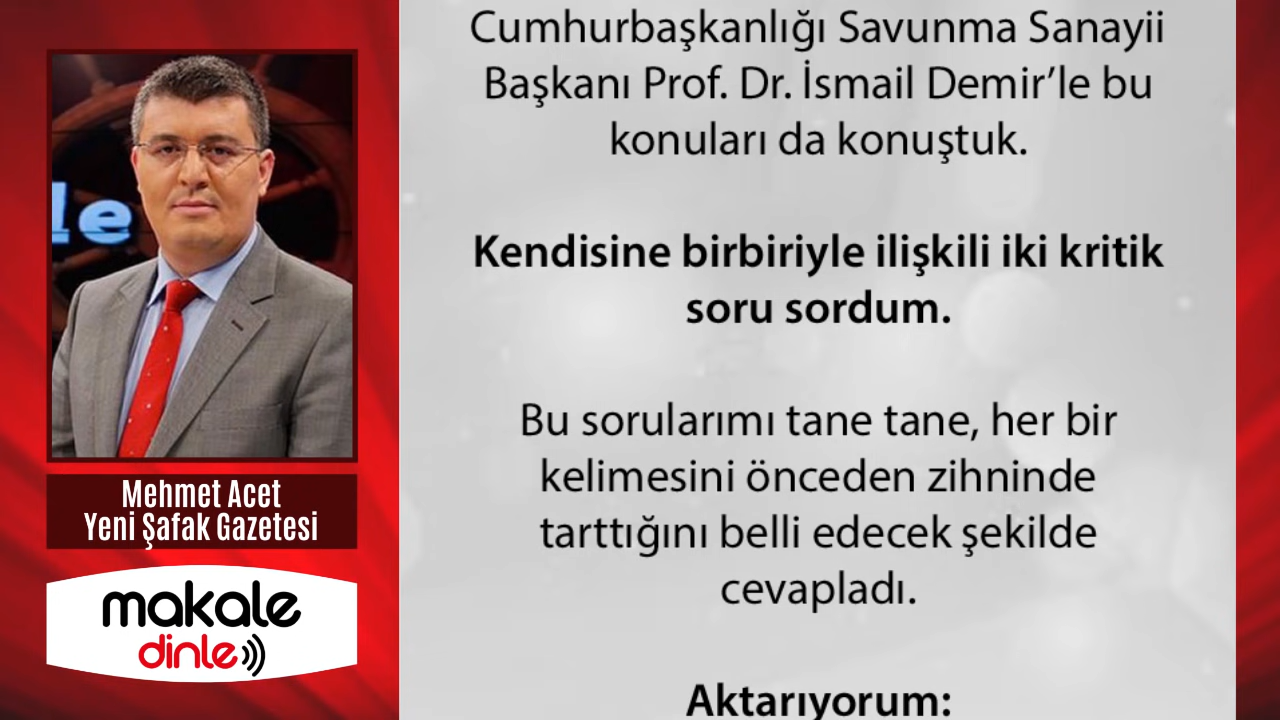 Cumhurbaşkanlığı Savunma Sanayii
Başkanı Prof. Dr. İsmail Demir’le bu
konuları da konuştuk.
Kendisine birbiriyle ilişkili iki kritik
soru sordum.
Bu sorularımı tane tane, her bir
kelimesini önceden zihninde
tarttığını belli edecek şekilde
cevapladı.
Aktarıyorum:
le
Mehmet Acet
Yeni Şafak Gazetesi
makale
dinle